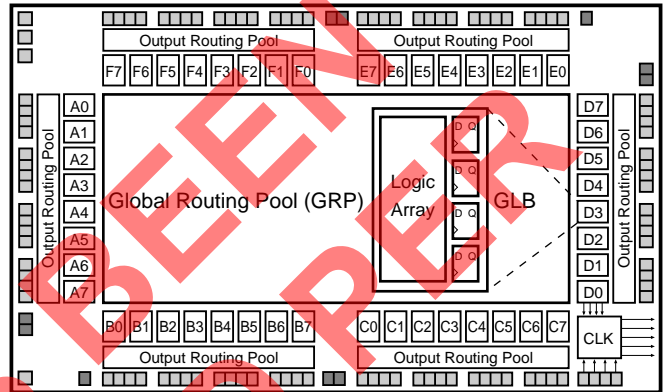 Output Routing Pool Output Routing Pool
F7 F6 F5 F4 F3 F2 F1 F0 E7 E6 E5 E4 E3 E2 E1 E0
Output Routing Pool
A0
A1
A2
A3
A4
A5
A6
A7
Global Routing Pool (GRP)
Logic
Array
D Q
D Q
D Q
D Q
GLB
D7
D6
D5
D4
D3
D2
D1
D0
Output Routing Pool
B0 B1 B2 B3 B4 B5 B6 B7 C0 C1 C2 C3 C4 C5 C6 C7
CLK
Output Routing Pool Output Routing Pool
BEEN
PER